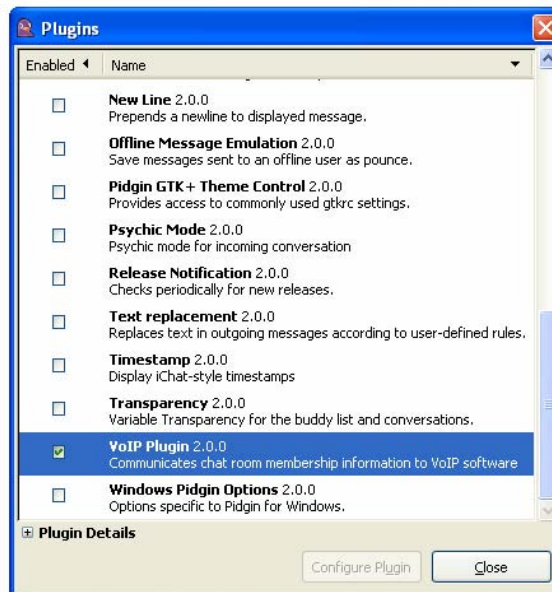 Plugins
Enabled Name
New Line 2.0.0
Prepends a newline to displayed message.
Offline Message Emulation 2.0.0
Save messages sent to an offline user as pounce.
Pidgin GTK+ Theme Control 2.0.0
Provides access to commonly used gtkrc settings.
Psychic Mode 2.0.0
Psychic mode for incoming conversation
Release Notification 2.0.0
Checks periodically for new releases.
Text replacement 2.0.0
Replaces text in outgoing messages according to user-defined rules.
Timestamp 2.0.0
Display iChat-style timestamps
Transparency 2.0.0
Variable Transparency for the buddy list and conversations.
VoIP Plugin 2.0.0
Communicates chat room membership information to VoIP software
Windows Pidgin Options 2.0.0
Options specific to Pidgin for Windows.
Plugin Details
Configure Plugin Close